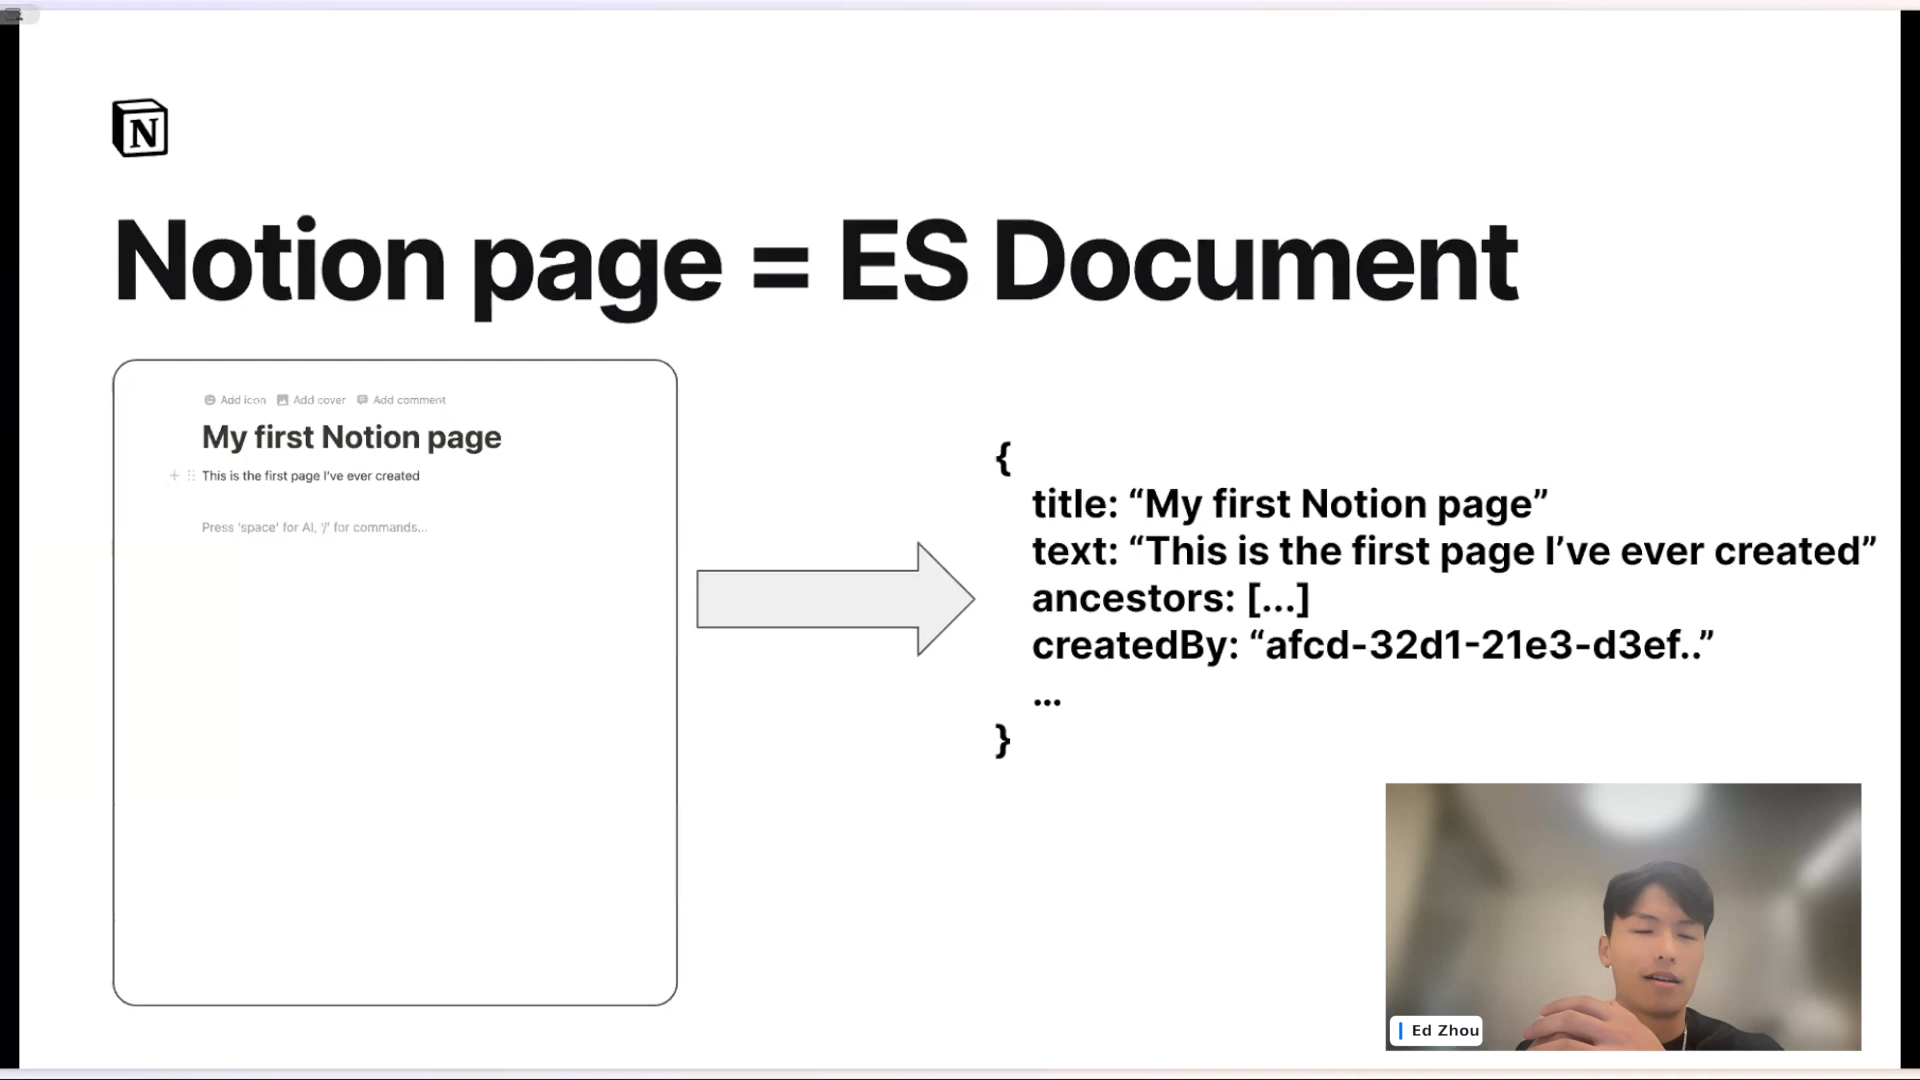 N
Notion page = ES Document
Add icon Add cover Add comment
My first Notion page
This is the first page I've ever created
Press 'space' for AI, '/' for commands...
{
title: “My first Notion page”
text: “This is the first page I’ve ever created”
ancestors: [...]
createdBy: “afcd-32d1-21e3-d3ef..”
...
}
Ed Zhou